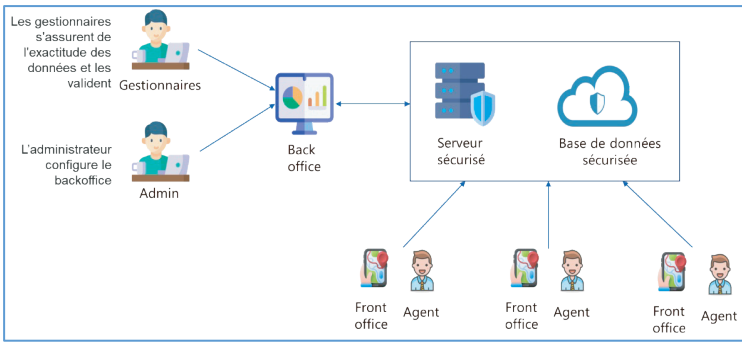 Les gestionnaires
s'assurent de
l'exactitude des
données et les
valident
Gestionnaires
L'administrateur
configure le
backoffice
Admin
Back
office
Serveur
sécurisé
Base de données
sécurisée
Front
office
Agent
Front
office
Agent
Front
office
Agent